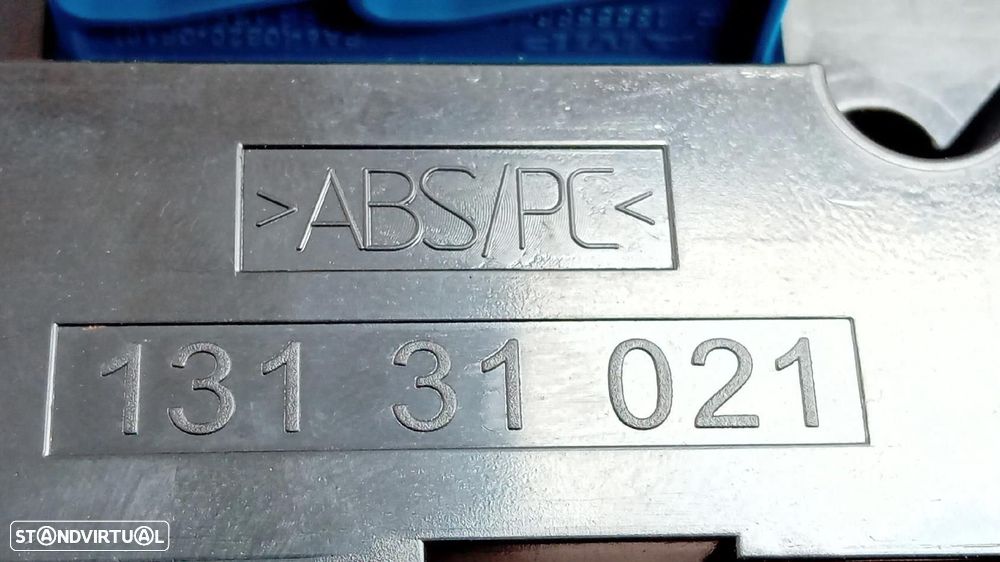 >ABS/PC<
131 31 021
STANDVIRTUAL